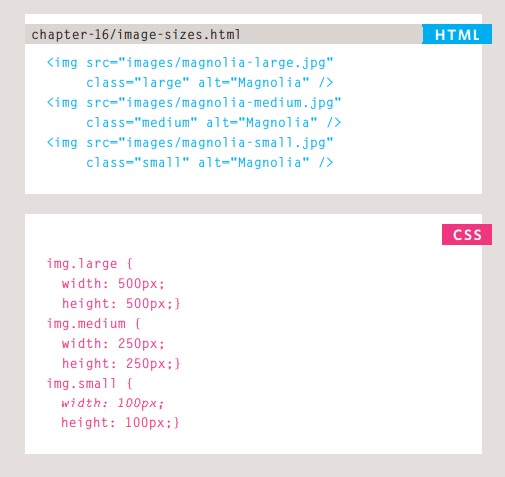 chapter-16/image-sizes.html HTML
<img src="images/magnolia-large.jpg"
class="large" alt="Magnolia" />
<img src="images/magnolia-medium.jpg"
class="medium" alt="Magnolia" />
<img src="images/magnolia-small.jpg"
class="small" alt="Magnolia" />
CSS
img.large {
width: 500px;
height: 500px;}
img.medium {
width: 250px;
height: 250px;}
img.small {
width: 100px;
height: 100px;}